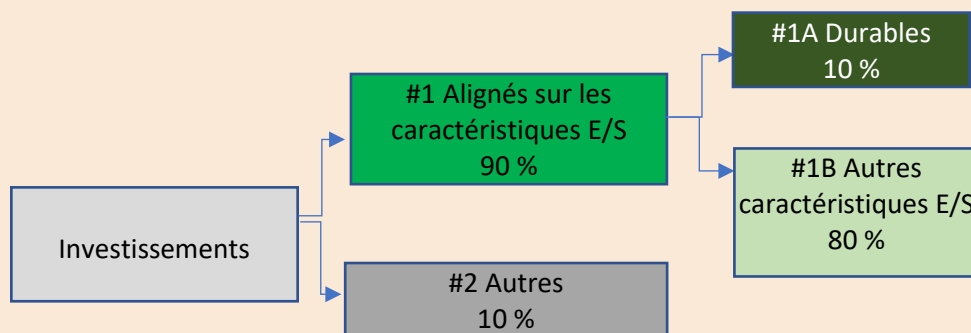 #1A Durables
10 %
#1 Alignés sur les
caractéristiques E/S
90 %
#1B Autres
caractéristiques E/S
80 %
Investissements
#2 Autres
10 %